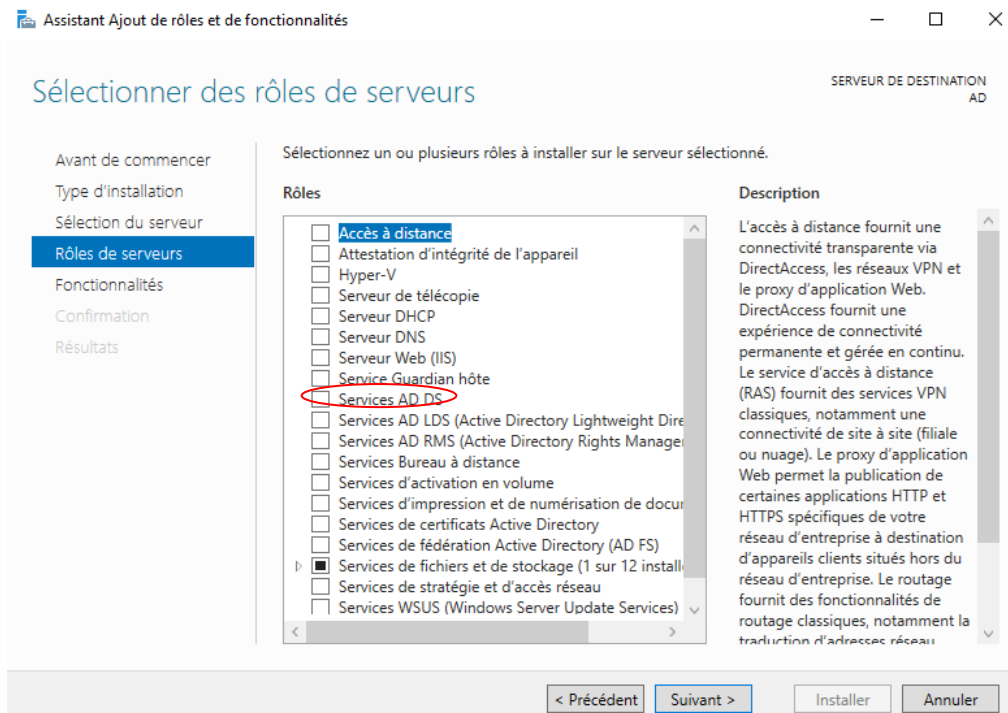 Assistant Ajout de rôles et de fonctionnalités
Sélectionner des rôles de serveurs
SERVEUR DE DESTINATION
AD
Avant de commencer
Type d'installation
Sélection du serveur
Rôles de serveurs
Fonctionnalités
Confirmation
Résultats
Sélectionnez un ou plusieurs rôles à installer sur le serveur sélectionné.
Rôles
Accès à distance
Attestation d'intégrité de l'appareil
Hyper-V
Serveur de télécopie
Serveur DHCP
Serveur DNS
Serveur Web (IIS)
Service Guardian hôte
Services AD DS
Services AD LDS (Active Directory Lightweight Dire
Services AD RMS (Active Directory Rights Manage
Services Bureau à distance
Services d'activation en volume
Services d'impression et de numérisation de docu
Services de certificats Active Directory
Services de fédération Active Directory (AD FS)
Services de fichiers et de stockage (1 sur 12 install
Services de stratégie et d'accès réseau
Services WSUS (Windows Server Update Services)
Description
L'accès à distance fournit une
connectivité transparente via
DirectAccess, les réseaux VPN et
le proxy d'application Web.
DirectAccess fournit une
expérience de connectivité
permanente et gérée en continu.
Le service d'accès à distance
(RAS) fournit des services VPN
classiques, notamment une
connectivité de site à site (filiale
ou nuage). Le proxy d'application
Web permet la publication de
certaines applications HTTP et
HTTPS spécifiques de votre
réseau d'entreprise à destination
d'appareils clients situés hors du
réseau d'entreprise. Le routage
fournit des fonctionnalités de
routage classiques, notamment la
traduction d'adresses réseau
< Précédent
Suivant >
Installer
Annuler